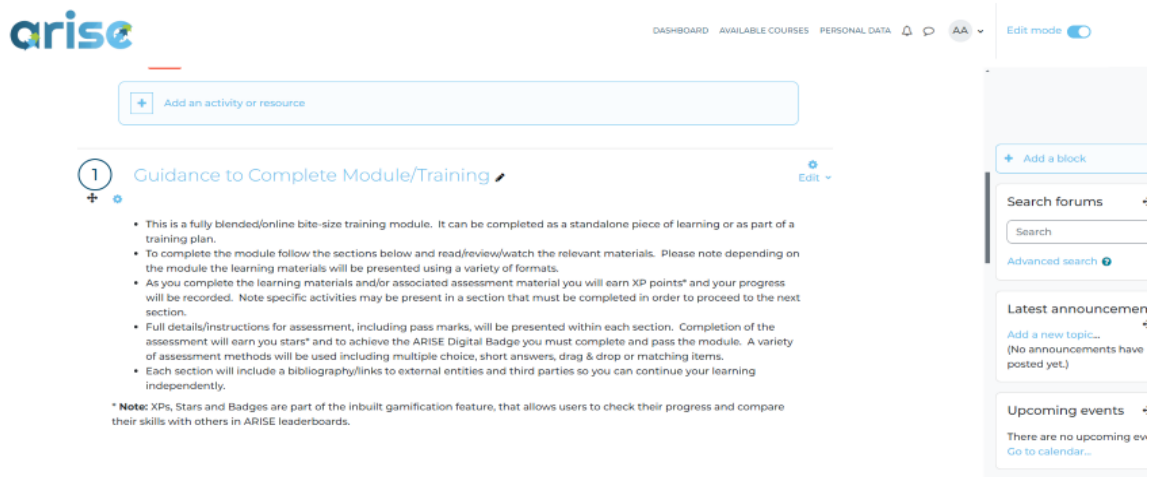 arise
DASHBOARD AVAILABLE COURSES PERSONAL DATA AA Edit mode
Add an activity or resource
Add a block
1 Guidance to Complete Module/Training
Edit
• This is a fully blended/online bite-size training module. It can be completed as a standalone piece of learning or as part of a
training plan.
• To complete the module follow the sections below and read/review/watch the relevant materials. Please note depending on
the module the learning materials will be presented using a variety of formats.
• As you complete the learning materials and/or associated assessment material you will earn XP points* and your progress
will be recorded. Note specific activities may be present in a section that must be completed in order to proceed to the next
section.
• Full details/instructions for assessment, including pass marks, will be presented within each section. Completion of the
assessment will earn you stars* and to achieve the ARISE Digital Badge you must complete and pass the module. A variety
of assessment methods will be used including multiple choice, short answers, drag & drop or matching items.
• Each section will include a bibliography/links to external entities and third parties so you can continue your learning
independently.
* Note: XPs, Stars and Badges are part of the inbuilt gamification feature, that allows users to check their progress and compare
their skills with others in ARISE leaderboards.
Search forums
Search
Advanced search
Latest announcemen
Add a new topic...
(No announcements have
posted yet.)
Upcoming events
There are no upcoming eve
Go to calendar...